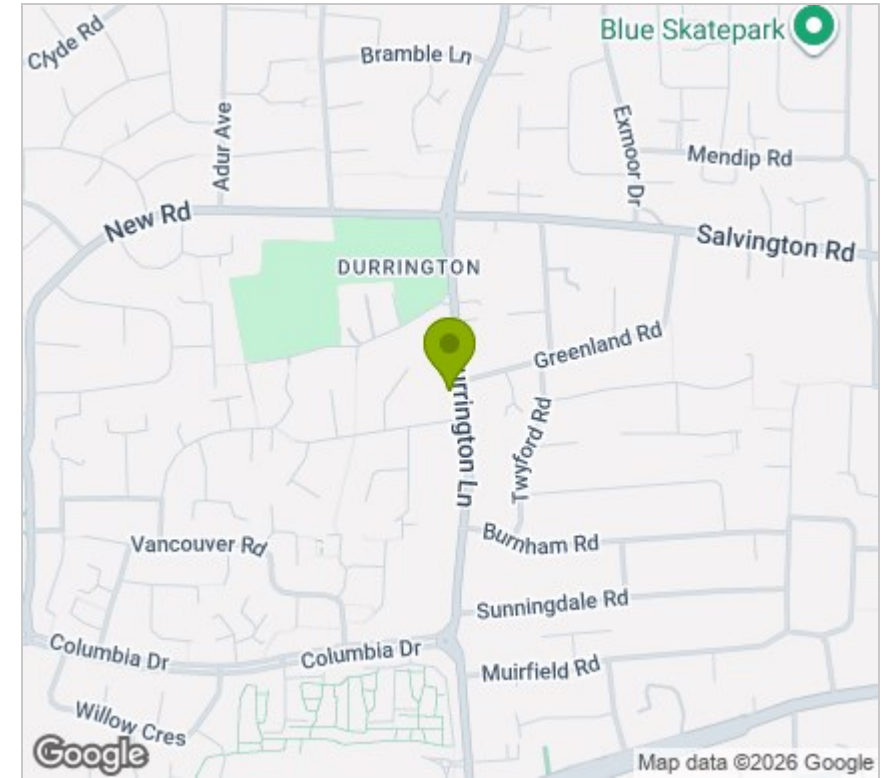 Blue Skatepark
Clyde Rd
Bramble Ln
Adur Ave
Exmoor Dr
Mendip Rd
New Rd
Salvington Rd
DURRINGTON
Greenland Rd
urrington Ln
Twyford Rd
Vancouver Rd
Burnham Rd
Sunningdale Rd
Columbia Dr
Columbia Dr
Muirfield Rd
Willow Cres
Google
Map data ©2026 Google